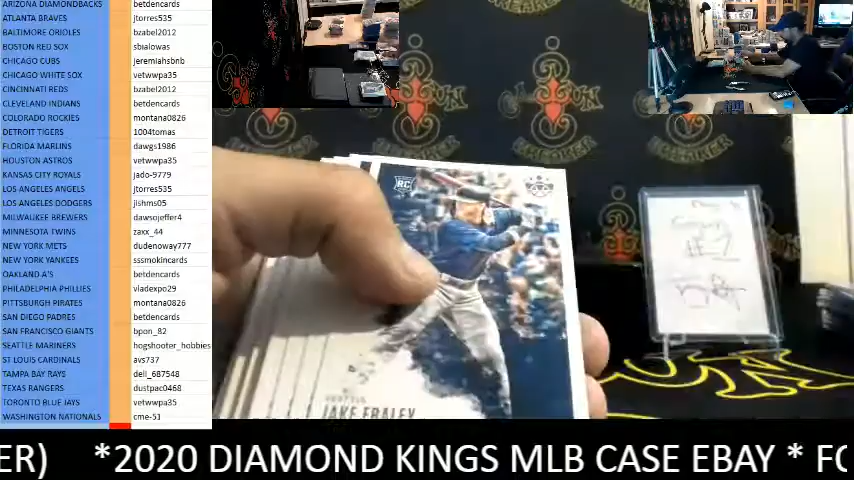 ARIZONA DIAMONDBACKS betdencards
ATLANTA BRAVES jtorres535
BALTIMORE ORIOLES bzabel2012
BOSTON RED SOX sbialowas
CHICAGO CUBS jeremiahsbnb
CHICAGO WHITE SOX vetwwpa35
CINCINNATI REDS bzabel2012
CLEVELAND INDIANS betdencards
COLORADO ROCKIES montana0826
DETROIT TIGERS 1004tomas
FLORIDA MARLINS dawgs1986
HOUSTON ASTROS vetwwpa35
KANSAS CITY ROYALS jado-9779
LOS ANGELES ANGELS jtorres535
LOS ANGELES DODGERS jishms05
MILWAUKEE BREWERS dawsojeffer4
MINNESOTA TWINS zaxx_44
NEW YORK METS dudenoway777
NEW YORK YANKEES sssmokincards
OAKLAND A'S betdencards
PHILADELPHIA PHILLIES vladexpo29
PITTSBURGH PIRATES montana0826
SAN DIEGO PADRES betdencards
SAN FRANCISCO GIANTS bpon_82
SEATTLE MARINERS hogshooter_hobbies
ST LOUIS CARDINALS avs737
TAMPA BAY RAYS dell_687548
TEXAS RANGERS dustpac0468
TORONTO BLUE JAYS vetwwpa35
WASHINGTON NATIONALS cme-51
RC
JAKE FRALEY
BREAKER
ER) *2020 DIAMOND KINGS MLB CASE EBAY * FO